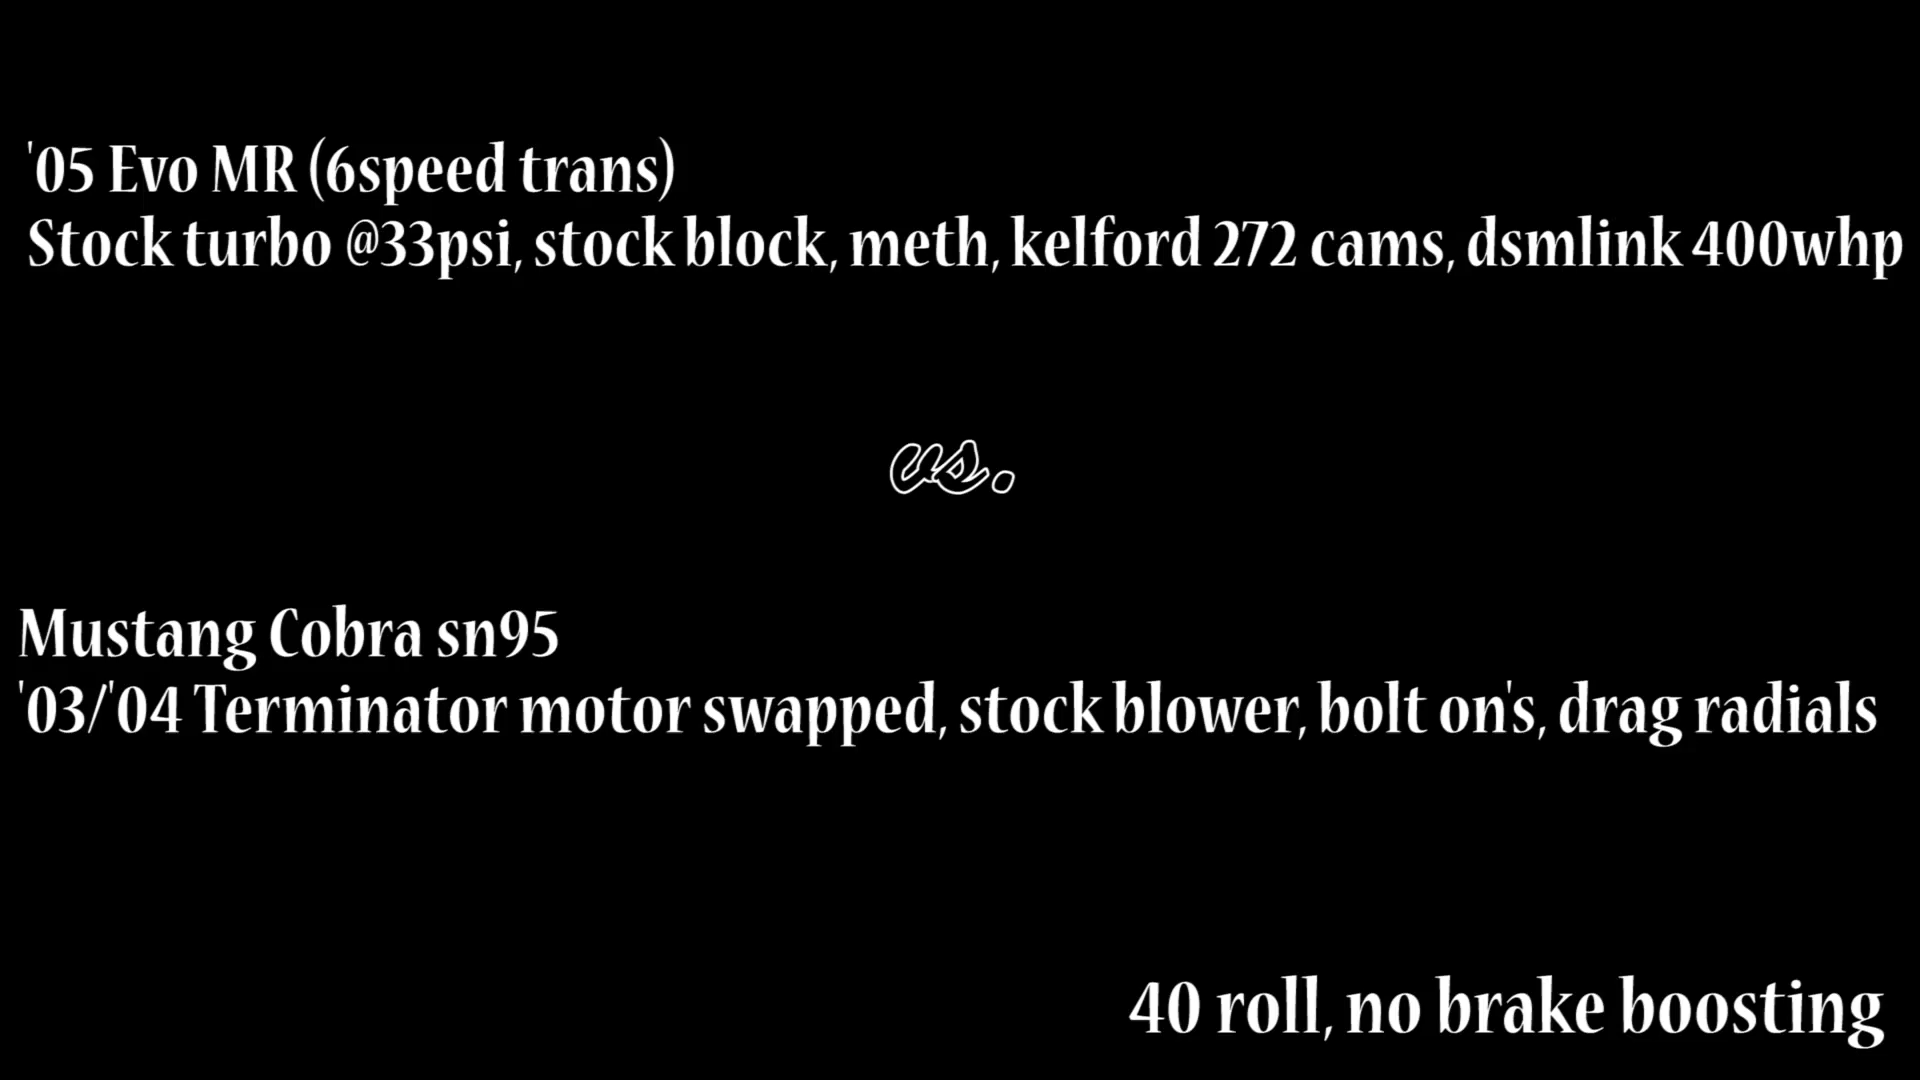 '05 Evo MR (6speed trans)
Stock turbo @33psi, stock block, meth, kelford 272 cams, dsmlink 400whp
vs.
Mustang Cobra sn95
'03/'04 Terminator motor swapped, stock blower, bolt on's, drag radials
40 roll, no brake boosting